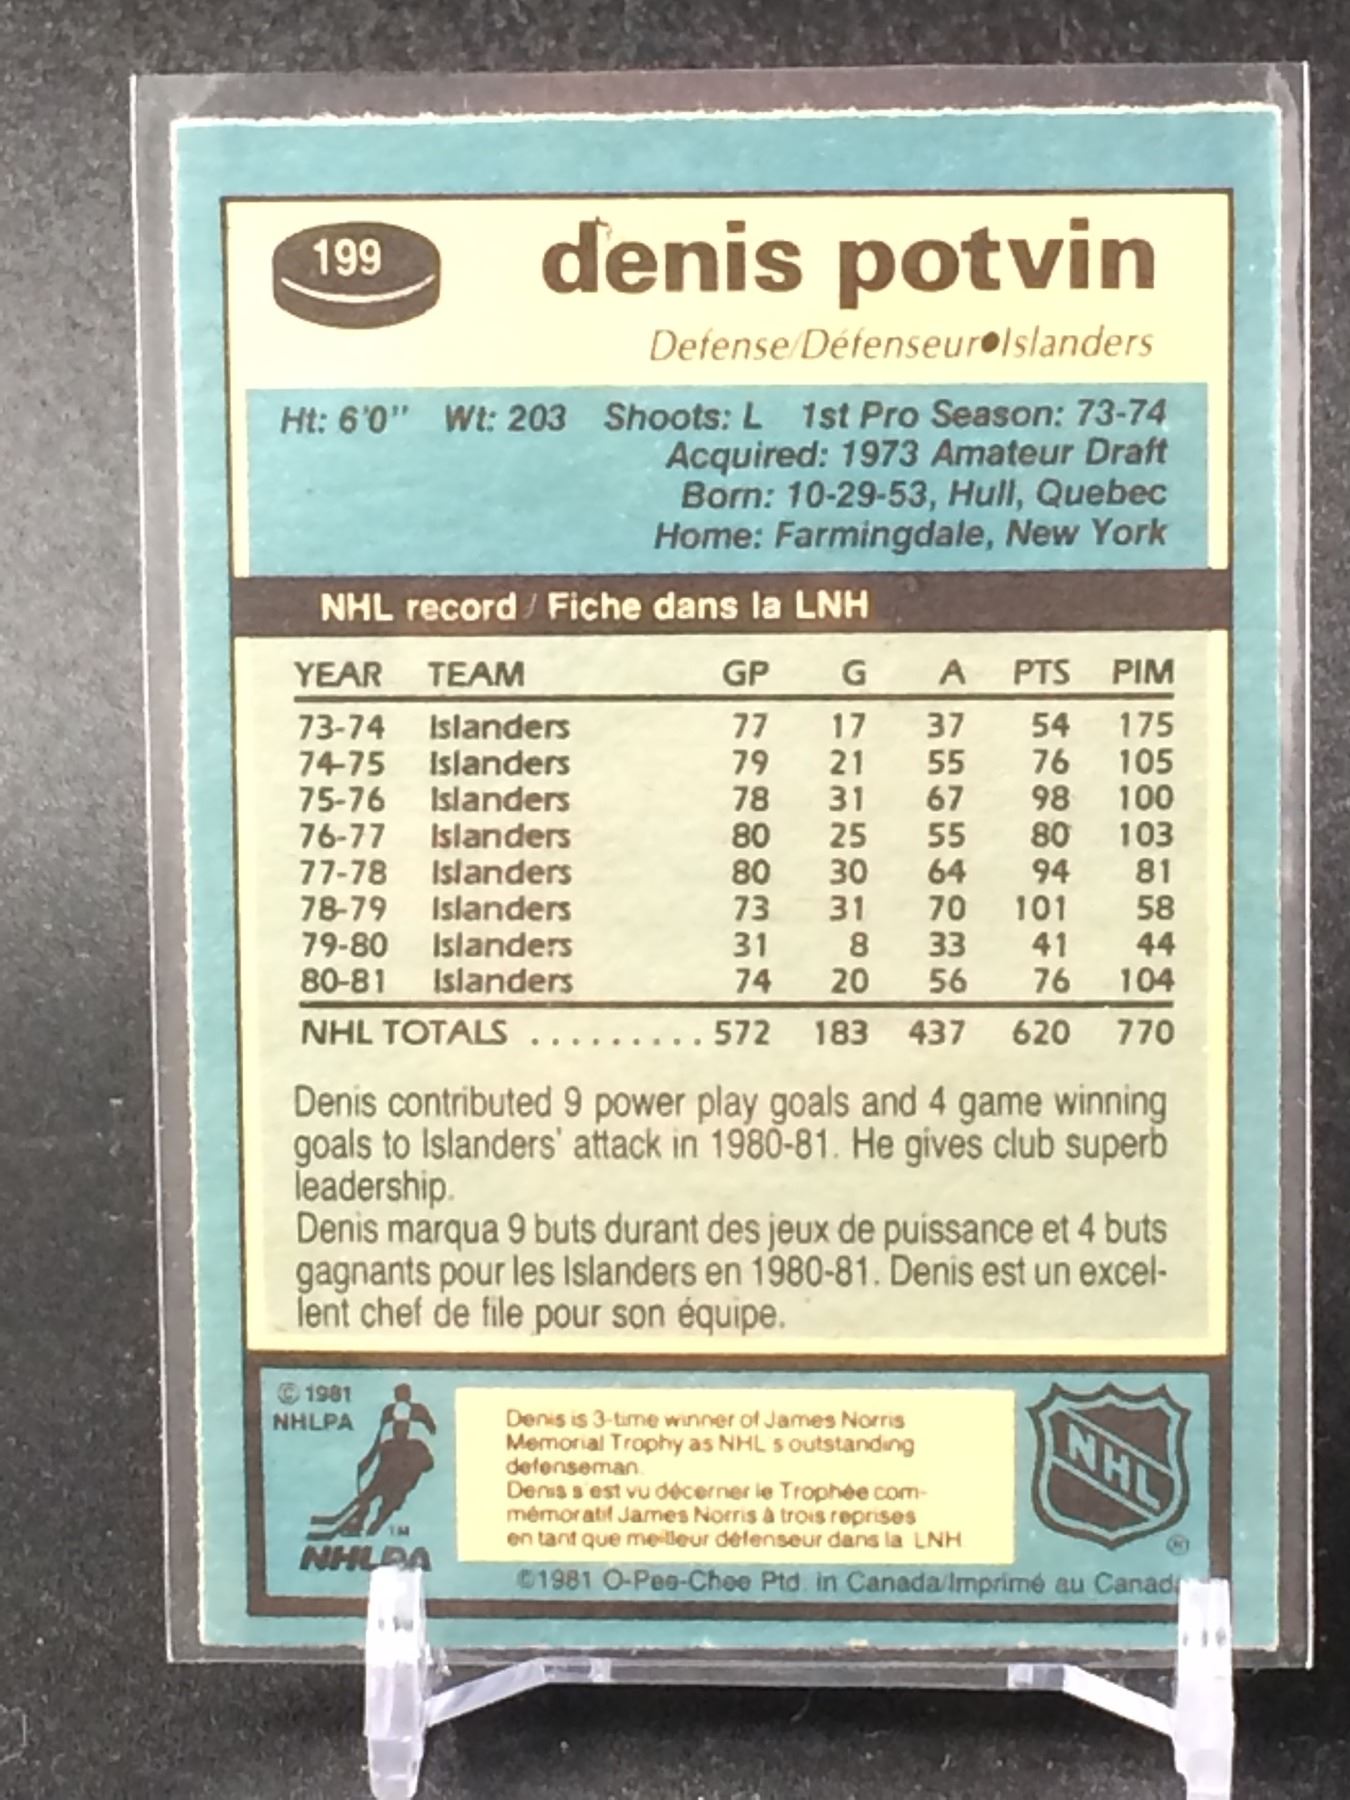 199
denis potvin
Defense/Défenseur●Islanders
Ht: 6'0" Wt: 203 Shoots: L 1st Pro Season: 73-74
Acquired: 1973 Amateur Draft
Born: 10-29-53, Hull, Quebec
Home: Farmingdale, New York
NHL record / Fiche dans la LNH
YEAR TEAM GP G A PTS PIM
73-74 Islanders 77 17 37 54 175
74-75 Islanders 79 21 55 76 105
75-76 Islanders 78 31 67 98 100
76-77 Islanders 80 25 55 80 103
77-78 Islanders 80 30 64 94 81
78-79 Islanders 73 31 70 101 58
79-80 Islanders 31 8 33 41 44
80-81 Islanders 74 20 56 76 104
NHL TOTALS ......... 572 183 437 620 770
Denis contributed 9 power play goals and 4 game winning
goals to Islanders' attack in 1980-81. He gives club superb
leadership.
Denis marqua 9 buts durant des jeux de puissance et 4 buts
gagnants pour les Islanders en 1980-81. Denis est un excel-
lent chef de file pour son équipe.
© 1981
NHLPA
TM
NHLPA
Denis is 3-time winner of James Norris
Memorial Trophy as NHL's outstanding
defenseman.
Denis s'est vu décerner le Trophée com-
mémoratif James Norris à trois reprises
en tant que meilleur défenseur dans la LNH
NHL
®
©1981 O-Pee-Chee Ptd. in Canada/Imprimé au Canad